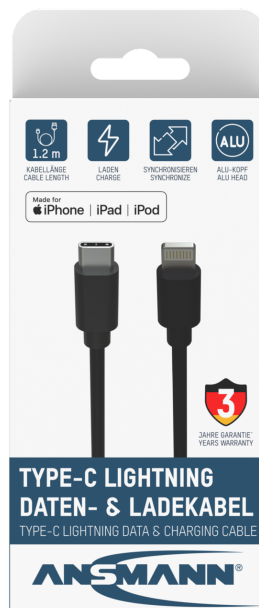 1.2 m
KABELLÄNGE
CABLE LENGTH
LADEN
CHARGE
SYNCHRONISIEREN
SYNCHRONIZE
ALU
ALU-KOPF
ALU HEAD
Made for
iPhone | iPad | iPod
3
JAHRE GARANTIE*
YEARS WARRANTY
TYPE-C LIGHTNING
DATEN- & LADEKABEL
TYPE-C LIGHTNING DATA & CHARGING CABLE
ANSMANN®